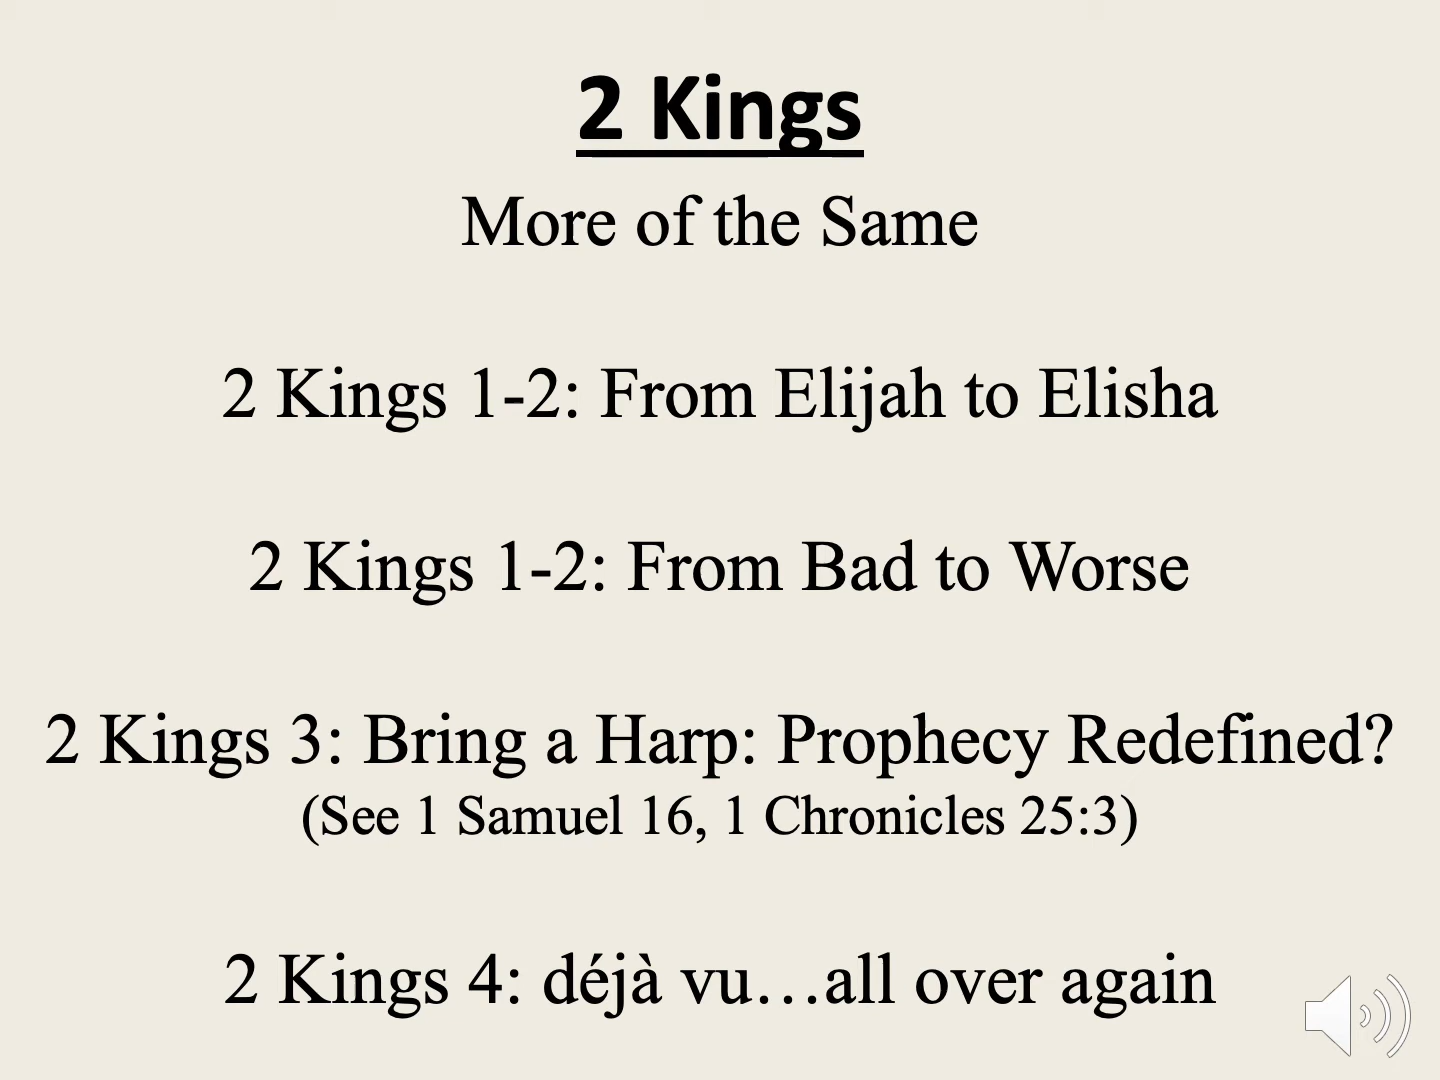 2 Kings
More of the Same
2 Kings 1-2: From Elijah to Elisha
2 Kings 1-2: From Bad to Worse
2 Kings 3: Bring a Harp: Prophecy Redefined?
(See 1 Samuel 16, 1 Chronicles 25:3)
2 Kings 4: déjà vu…all over again